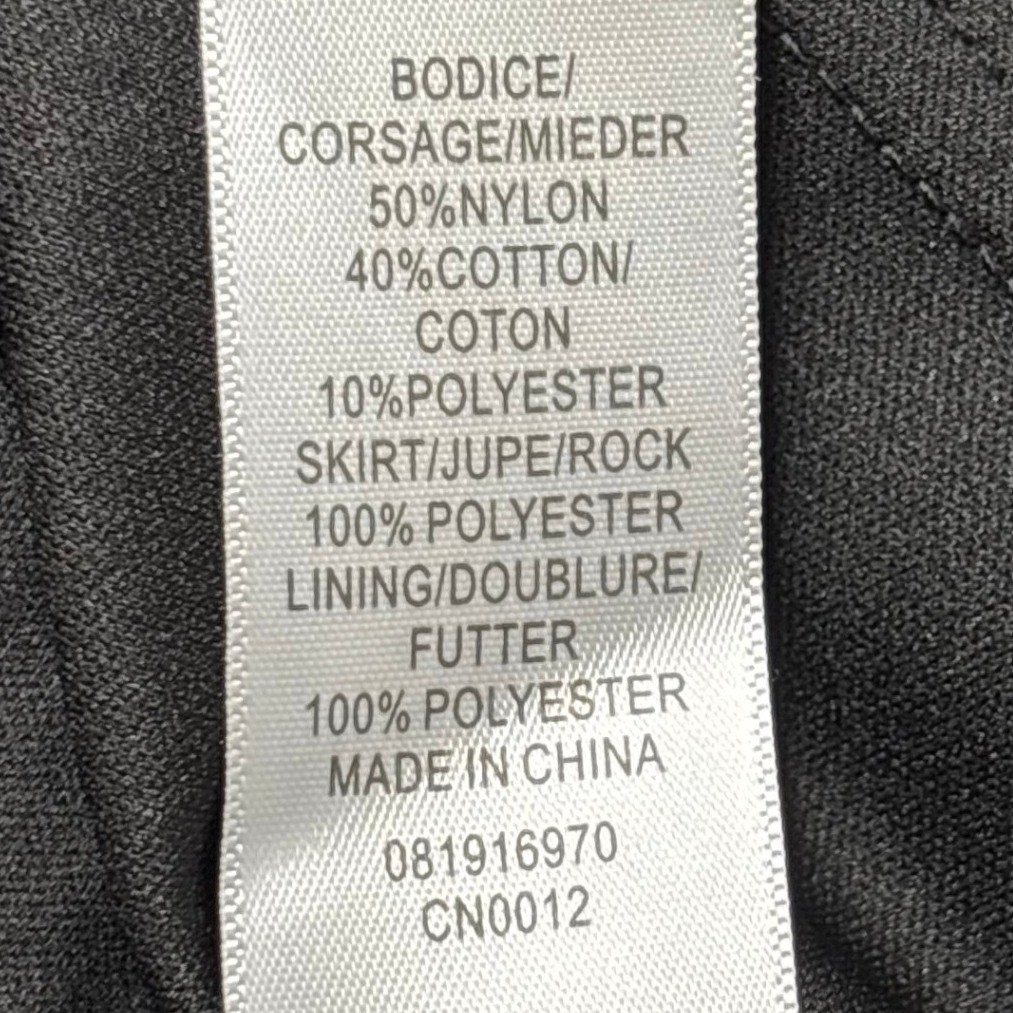 BODICE/
CORSAGE/MIEDER
50%NYLON
40%COTTON/
COTON
10%POLYESTER
SKIRT/JUPE/ROCK
100% POLYESTER
LINING/DOUBLURE/
FUTTER
100% POLYESTER
MADE IN CHINA
081916970
CN0012